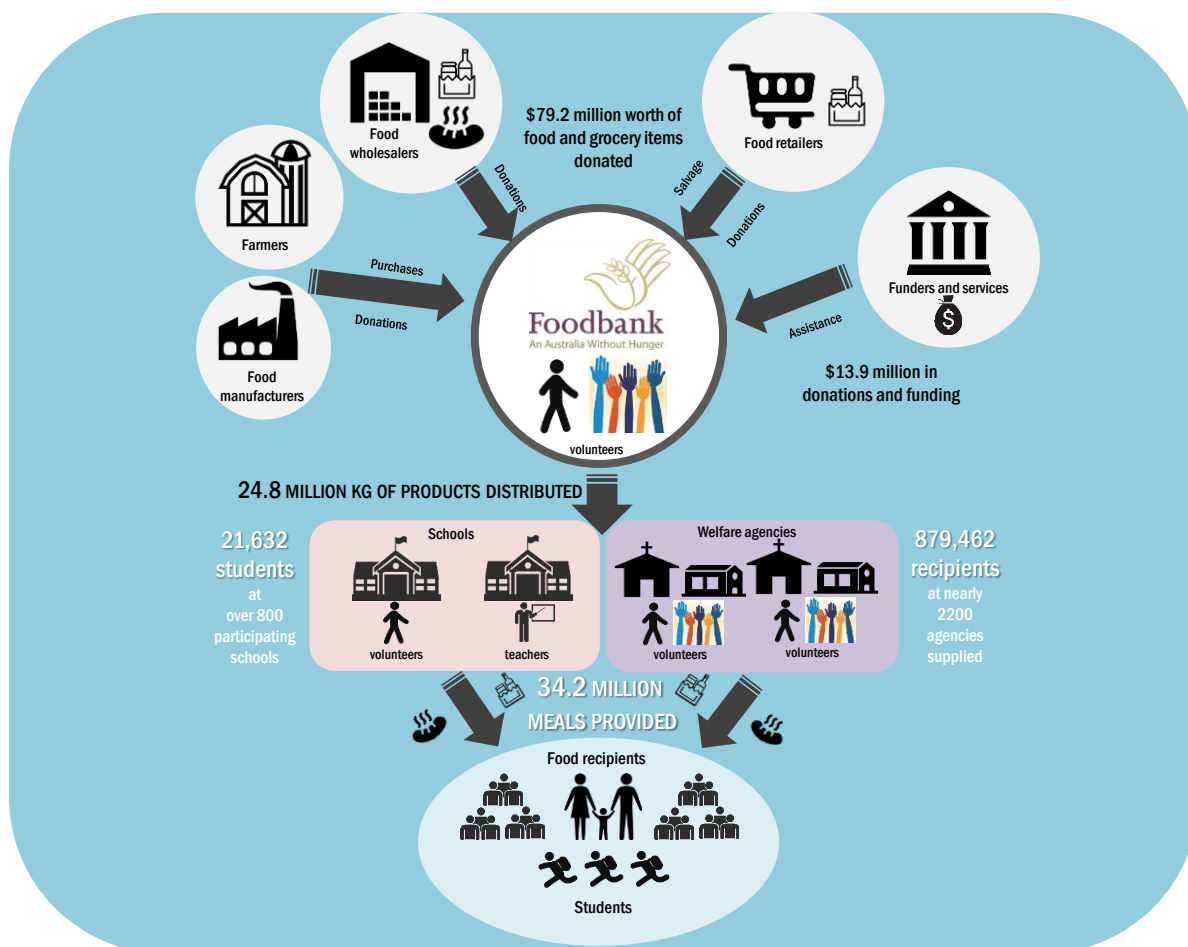 Food
wholesalers
$79.2 million worth of
food and grocery items
donated
Food retailers
Donations
Salvage
Donations
Farmers
Purchases
Donations
Food
manufacturers
Funders and services
$
Assistance
$13.9 million in
donations and funding
Foodbank
An Australia Without Hunger
volunteers
24.8 MILLION KG OF PRODUCTS DISTRIBUTED
21,632
students
at
over 800
participating
schools
Schools
volunteers
teachers
Welfare agencies
volunteers
volunteers
879,462
recipients
at nearly
2200
agencies
supplied
34.2 MILLION
MEALS PROVIDED
Food recipients
Students